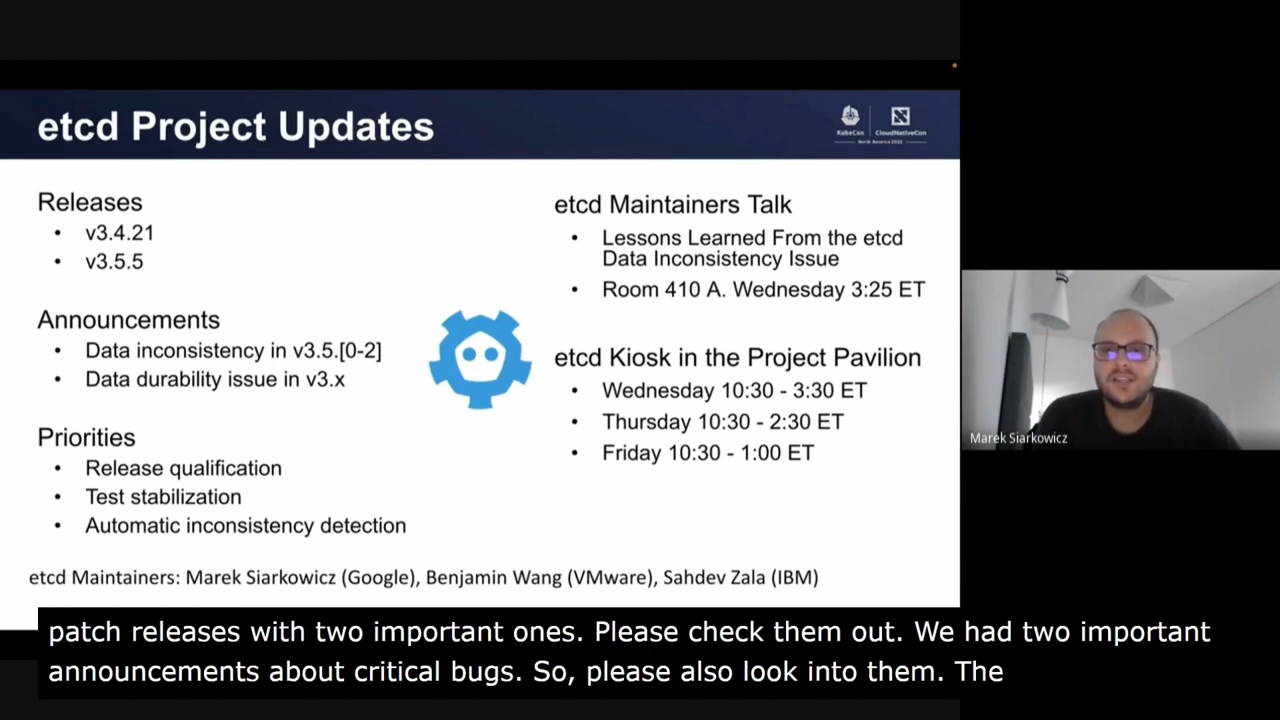 etcd Project Updates
KubeCon
CloudNativeCon
North America 2022
Releases
• v3.4.21
• v3.5.5
Announcements
• Data inconsistency in v3.5.[0-2]
• Data durability issue in v3.x
Priorities
• Release qualification
• Test stabilization
• Automatic inconsistency detection
etcd Maintainers Talk
• Lessons Learned From the etcd
Data Inconsistency Issue
• Room 410 A. Wednesday 3:25 ET
etcd Kiosk in the Project Pavilion
• Wednesday 10:30 - 3:30 ET
• Thursday 10:30 - 2:30 ET
• Friday 10:30 - 1:00 ET
etcd Maintainers: Marek Siarkowicz (Google), Benjamin Wang (VMware), Sahdev Zala (IBM)
Marek Siarkowicz
patch releases with two important ones. Please check them out. We had two important
announcements about critical bugs. So, please also look into them. The